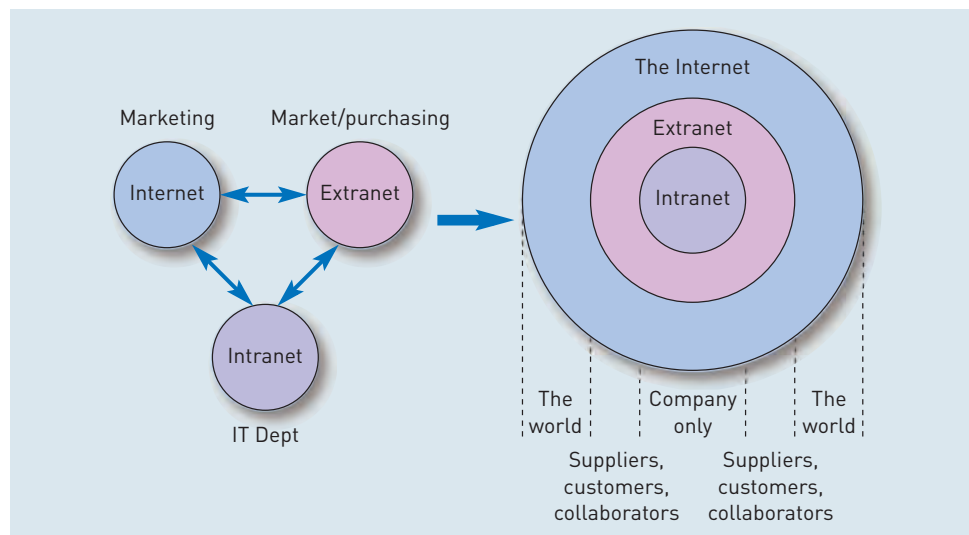 Marketing
Market/purchasing
Internet
Extranet
Intranet
IT Dept
The Internet
Extranet
Intranet
The
world
Company
only
The
world
Suppliers,
customers,
collaborators
Suppliers,
customers,
collaborators